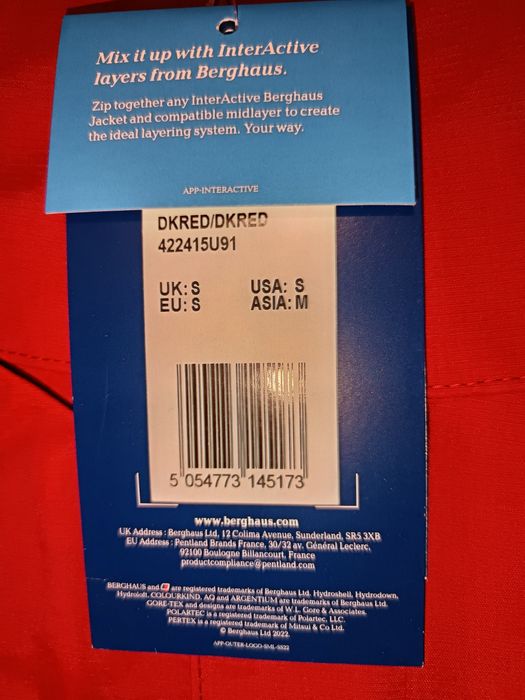 Mix it up with InterActive
layers from Berghaus.
Zip together any InterActive Berghaus
Jacket and compatible midlayer to create
the ideal layering system. Your way.
APP-INTERACTIVE
DKRED/DKRED
422415U91
UK: S USA: S
EU: S ASIA: M
5 054773 145173
www.berghaus.com
UK Address : Berghaus Ltd, 12 Colima Avenue, Sunderland, SR5 3XB
EU Address : Pentland Brands France, 30/32 av. Général Leclerc,
92100 Boulogne Billancourt, France
productcompliance@pentland.com
BERGHAUS and are registered trademarks of Berghaus Ltd. Hydroshell, Hydrodown,
Hydroloft, COLOURKIND, AQ and ARGENTIUM are trademarks of Berghaus Ltd.
GORE-TEX and designs are trademarks of W.L. Gore & Associates.
POLARTEC is a registered trademark of Polartec, LLC.
PERTEX is a registered trademark of Mitsui & Co Ltd.
© Berghaus Ltd 2022.
APP-OUTER-LOGO-SML-SS22